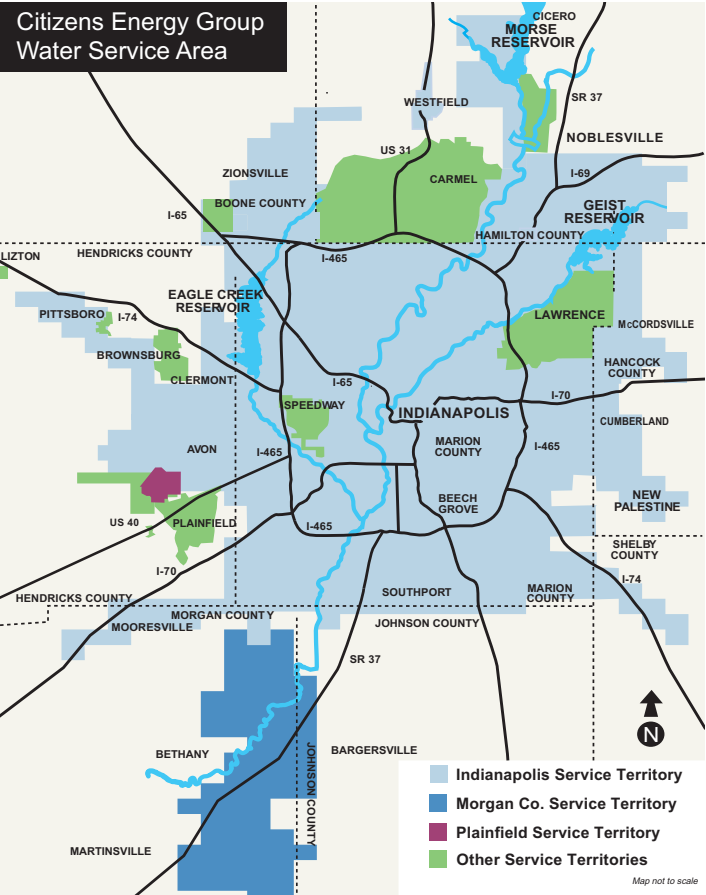 Citizens Energy Group
Water Service Area
CICERO
MORSE
RESERVOIR
SR 37
WESTFIELD
NOBLESVILLE
US 31
ZIONSVILLE
CARMEL
I-69
BOONE COUNTY
GEIST
RESERVOIR
I-65
HAMILTON COUNTY
LIZTON
HENDRICKS COUNTY
I-465
EAGLE CREEK
RESERVOIR
PITTSBORO
I-74
LAWRENCE
McCORDSVILLE
BROWNSBURG
HANCOCK
COUNTY
CLERMONT
I-65
I-70
SPEEDWAY
INDIANAPOLIS
CUMBERLAND
MARION
COUNTY
AVON
I-465
I-465
BEECH
GROVE
NEW
PALESTINE
US 40
PLAINFIELD
I-465
SHELBY
COUNTY
I-70
I-74
HENDRICKS COUNTY
SOUTHPORT
MARION
COUNTY
MORGAN COUNTY
MOORESVILLE
JOHNSON COUNTY
SR 37
N
BETHANY
JOHNSON COUNTY
BARGERSVILLE
MARTINSVILLE
Indianapolis Service Territory
Morgan Co. Service Territory
Plainfield Service Territory
Other Service Territories
Map not to scale